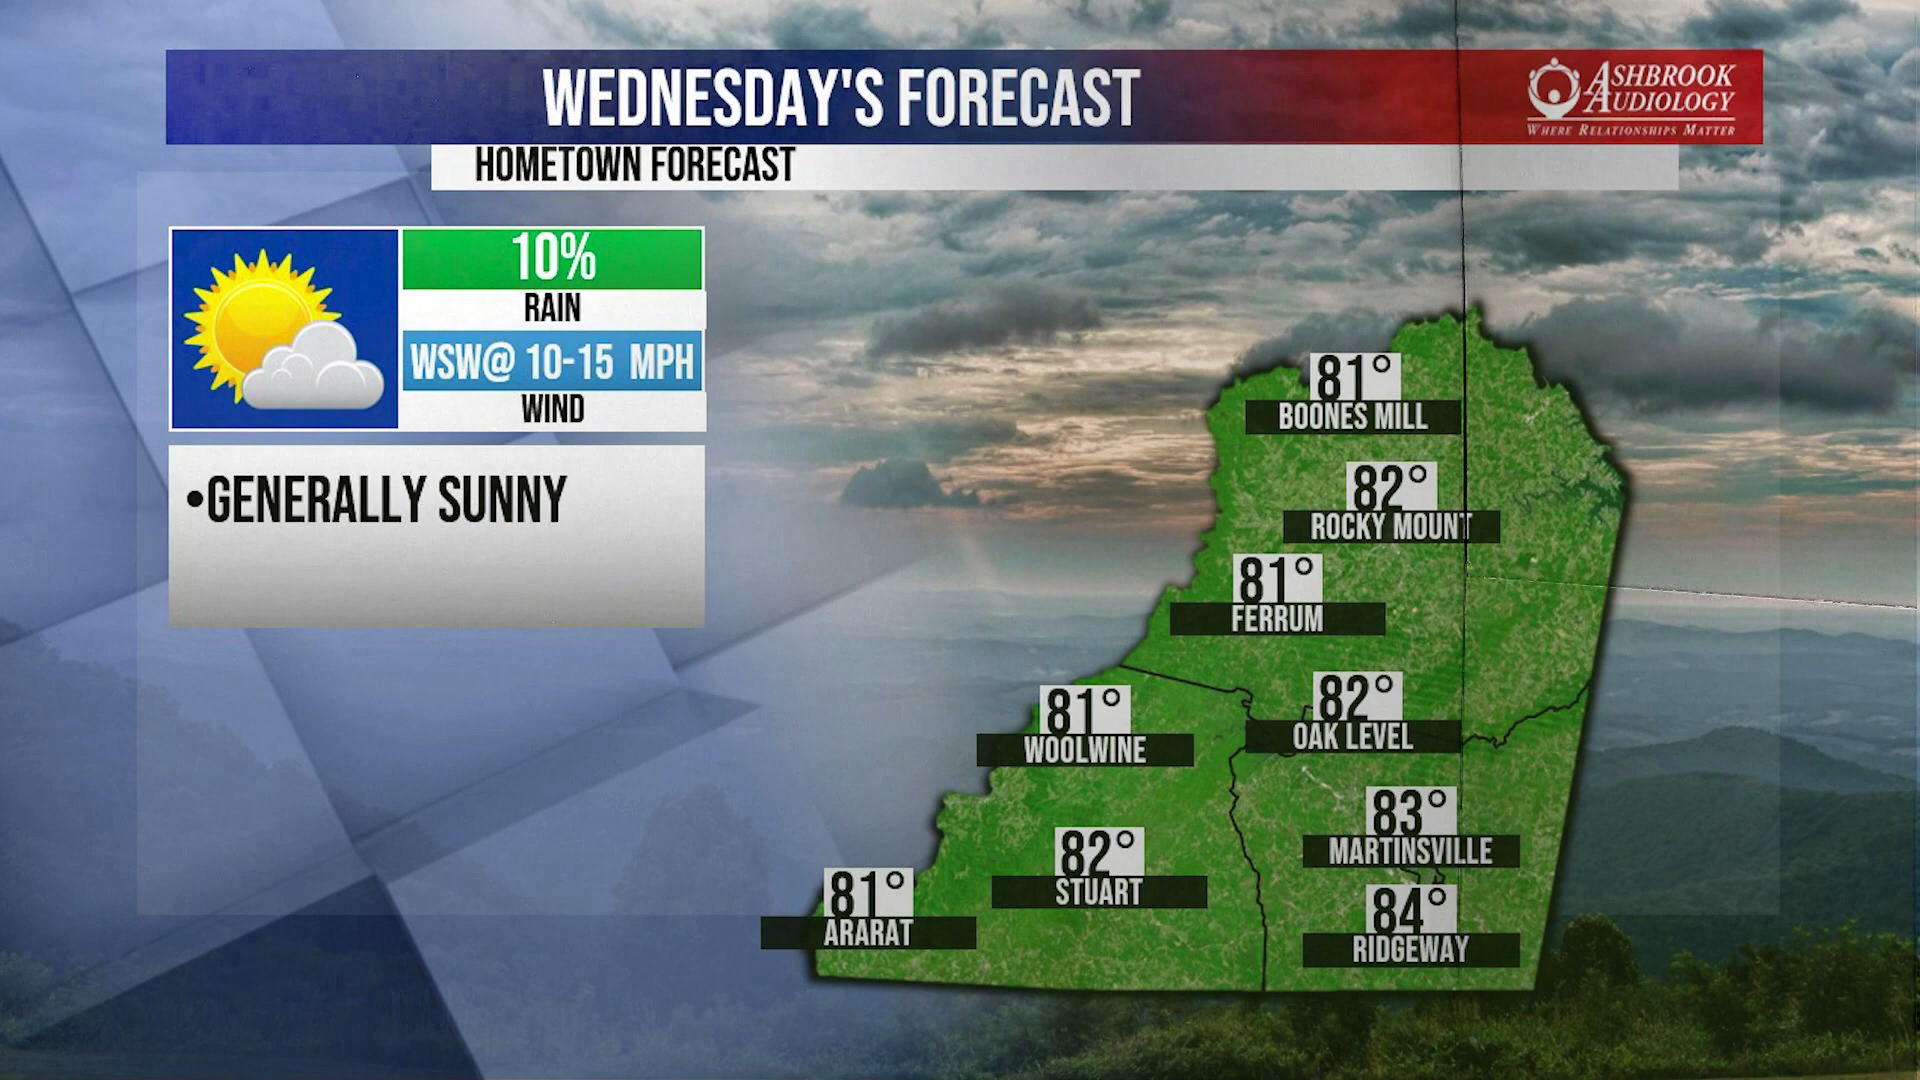 WEDNESDAY'S FORECAST
ASHBROOK
AUDIOLOGY
WHERE RELATIONSHIPS MATTER
HOMETOWN FORECAST
10%
RAIN
WSW@ 10-15 MPH
WIND
•GENERALLY SUNNY
81°
BOONES MILL
82°
ROCKY MOUNT
81°
FERRUM
82°
OAK LEVEL
81°
WOOLWINE
83°
MARTINSVILLE
82°
STUART
81°
ARARAT
84°
RIDGEWAY